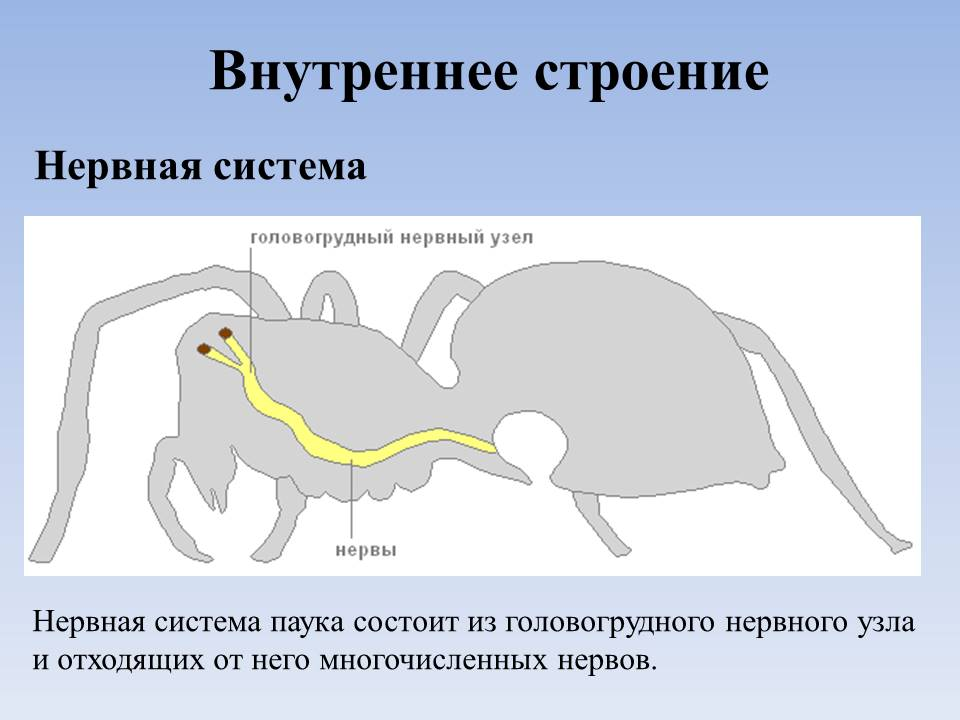 Внутреннее строение
Нервная система
головогрудный нервный узел
нервы
Нервная система паука состоит из головогрудного нервного узла
и отходящих от него многочисленных нервов.